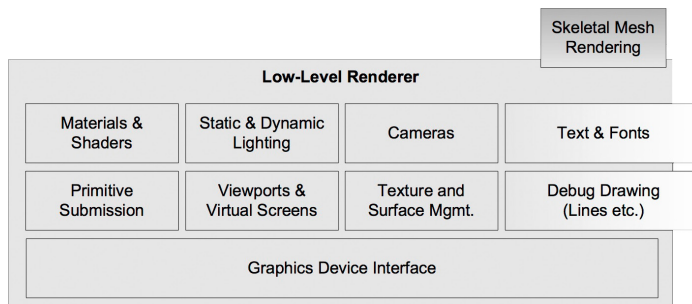 Skeletal Mesh
Rendering
Low-Level Renderer
Materials &
Shaders
Static & Dynamic
Lighting
Cameras
Text & Fonts
Primitive
Submission
Viewports &
Virtual Screens
Texture and
Surface Mgmt.
Debug Drawing
(Lines etc.)
Graphics Device Interface